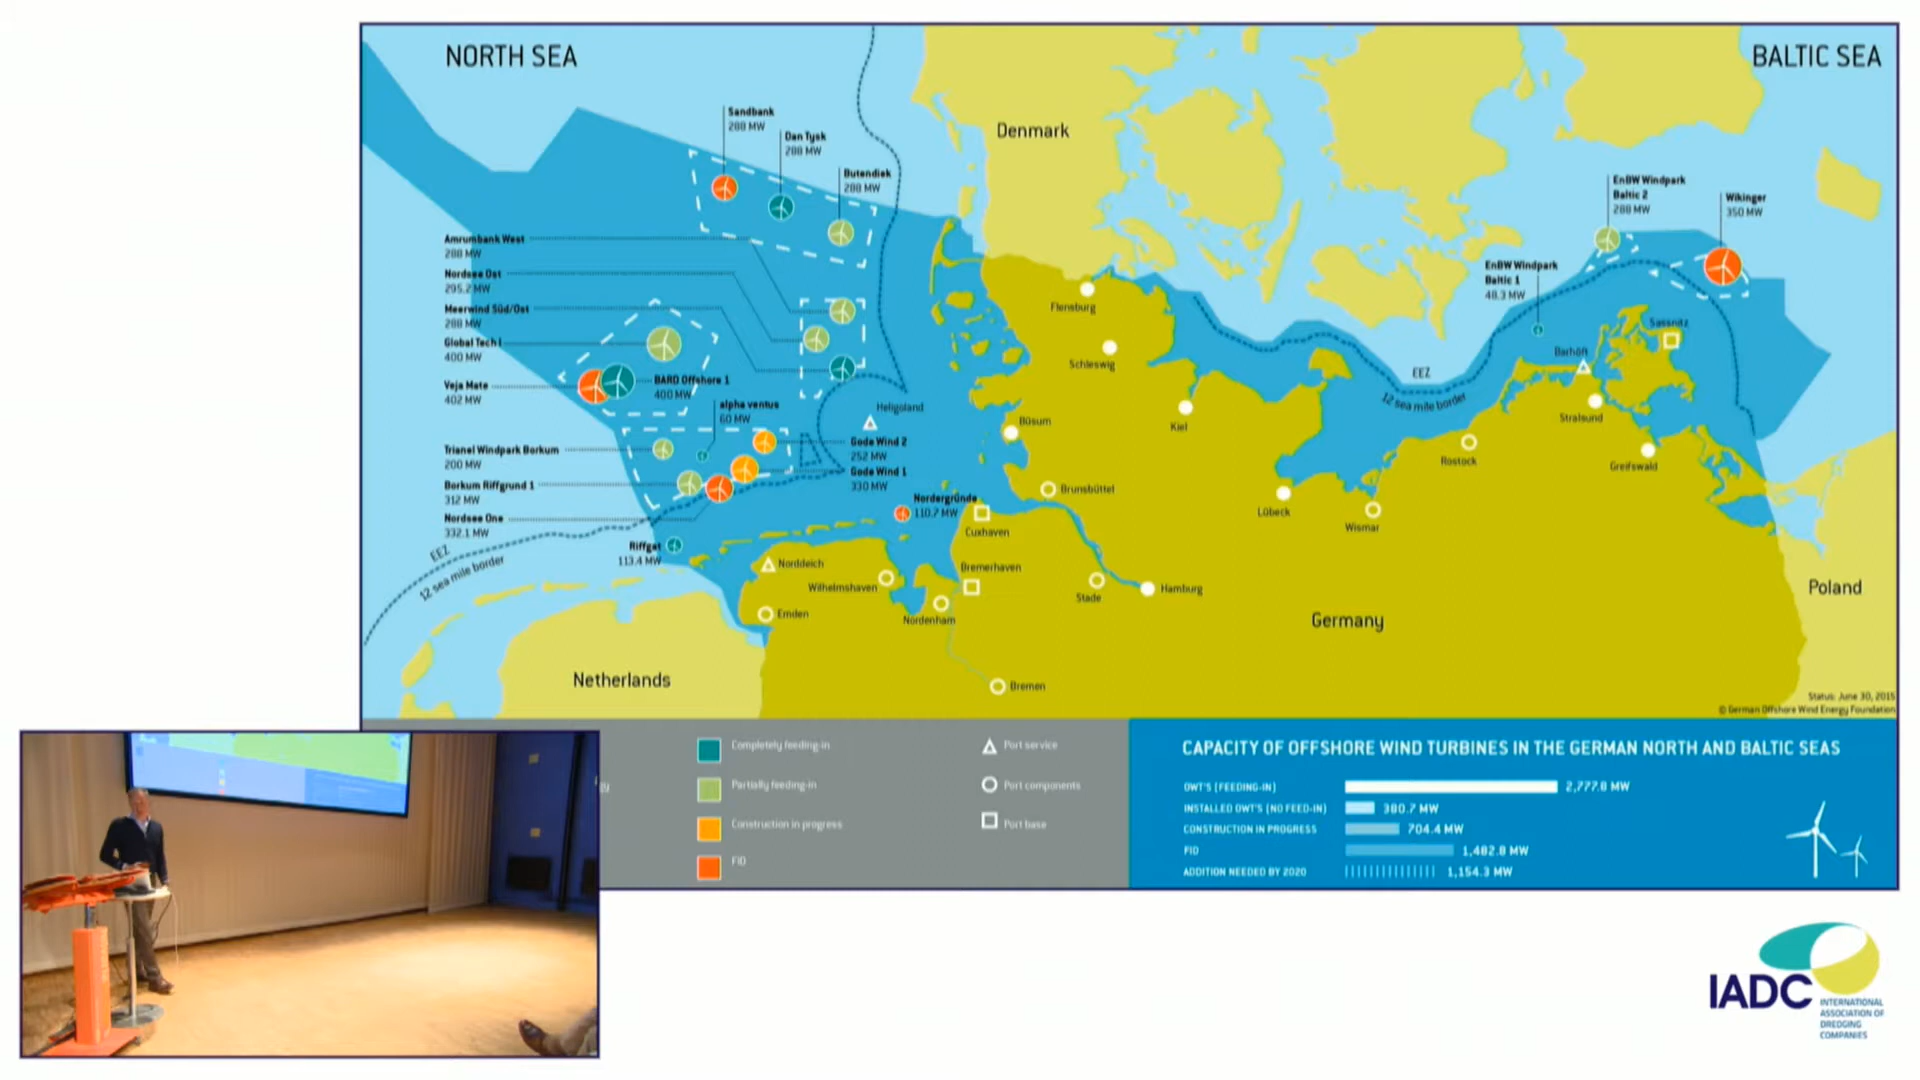 NORTH SEA
BALTIC SEA
Denmark
Sandbank
288 MW
Dan Tysk
288 MW
Butendiek
288 MW
EnBW Windpark
Baltic 2
288 MW
Wikinger
350 MW
Amrumbank West
288 MW
Nordsee Ost
295.2 MW
Meerwind Süd/Ost
288 MW
Global Tech I
400 MW
Veja Mate
402 MW
BARD Offshore 1
400 MW
alpha ventus
60 MW
EnBW Windpark
Baltic 1
48.3 MW
Flensburg
Schleswig
Sassnitz
Barhöft
EEZ
12 sea mile border
Stralsund
Helgoland
Büsum
Kiel
Gode Wind 2
252 MW
Gode Wind 1
330 MW
Trianel Windpark Borkum
200 MW
Borkum Riffgrund 1
312 MW
Nordsee One
332.1 MW
Rostock
Greifswald
Brunsbüttel
Nordergründe
110.7 MW
Cuxhaven
Lübeck
Wismar
EEZ
12 sea mile border
Riffgat
113.4 MW
Norddeich
Wilhelmshaven
Bremerhaven
Emden
Nordenham
Stade
Hamburg
Germany
Poland
Netherlands
Bremen
Status: June 30, 2015
© German Offshore Wind Energy Foundation
Completely feeding-in
Partially feeding-in
Construction in progress
FID
Port service
Port components
Port base
CAPACITY OF OFFSHORE WIND TURBINES IN THE GERMAN NORTH AND BALTIC SEAS
OWT'S (FEEDING-IN) 2,777.8 MW
INSTALLED OWT'S (NO FEED-IN) 380.7 MW
CONSTRUCTION IN PROGRESS 704.4 MW
FID 1,482.8 MW
ADDITION NEEDED BY 2020 1,154.3 MW
IADC
INTERNATIONAL
ASSOCIATION OF
DREDGING
COMPANIES